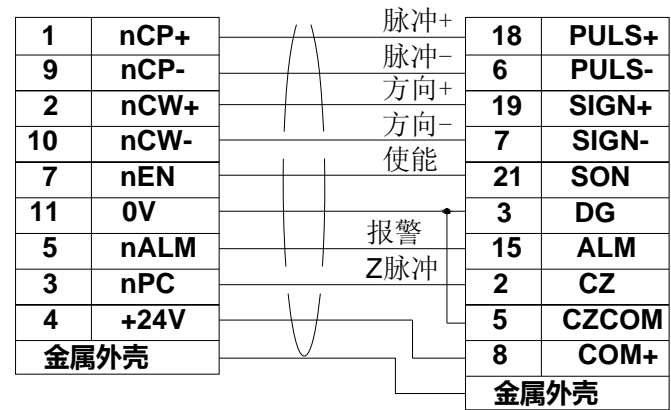 1 nCP+ 脉冲+ 18 PULS+
9 nCP- 脉冲- 6 PULS-
2 nCW+ 方向+ 19 SIGN+
10 nCW- 方向- 7 SIGN-
7 nEN 使能 21 SON
11 0V 3 DG
5 nALM 报警 15 ALM
3 nPC Z脉冲 2 CZ
4 +24V 5 CZCOM
金属外壳 8 COM+
金属外壳